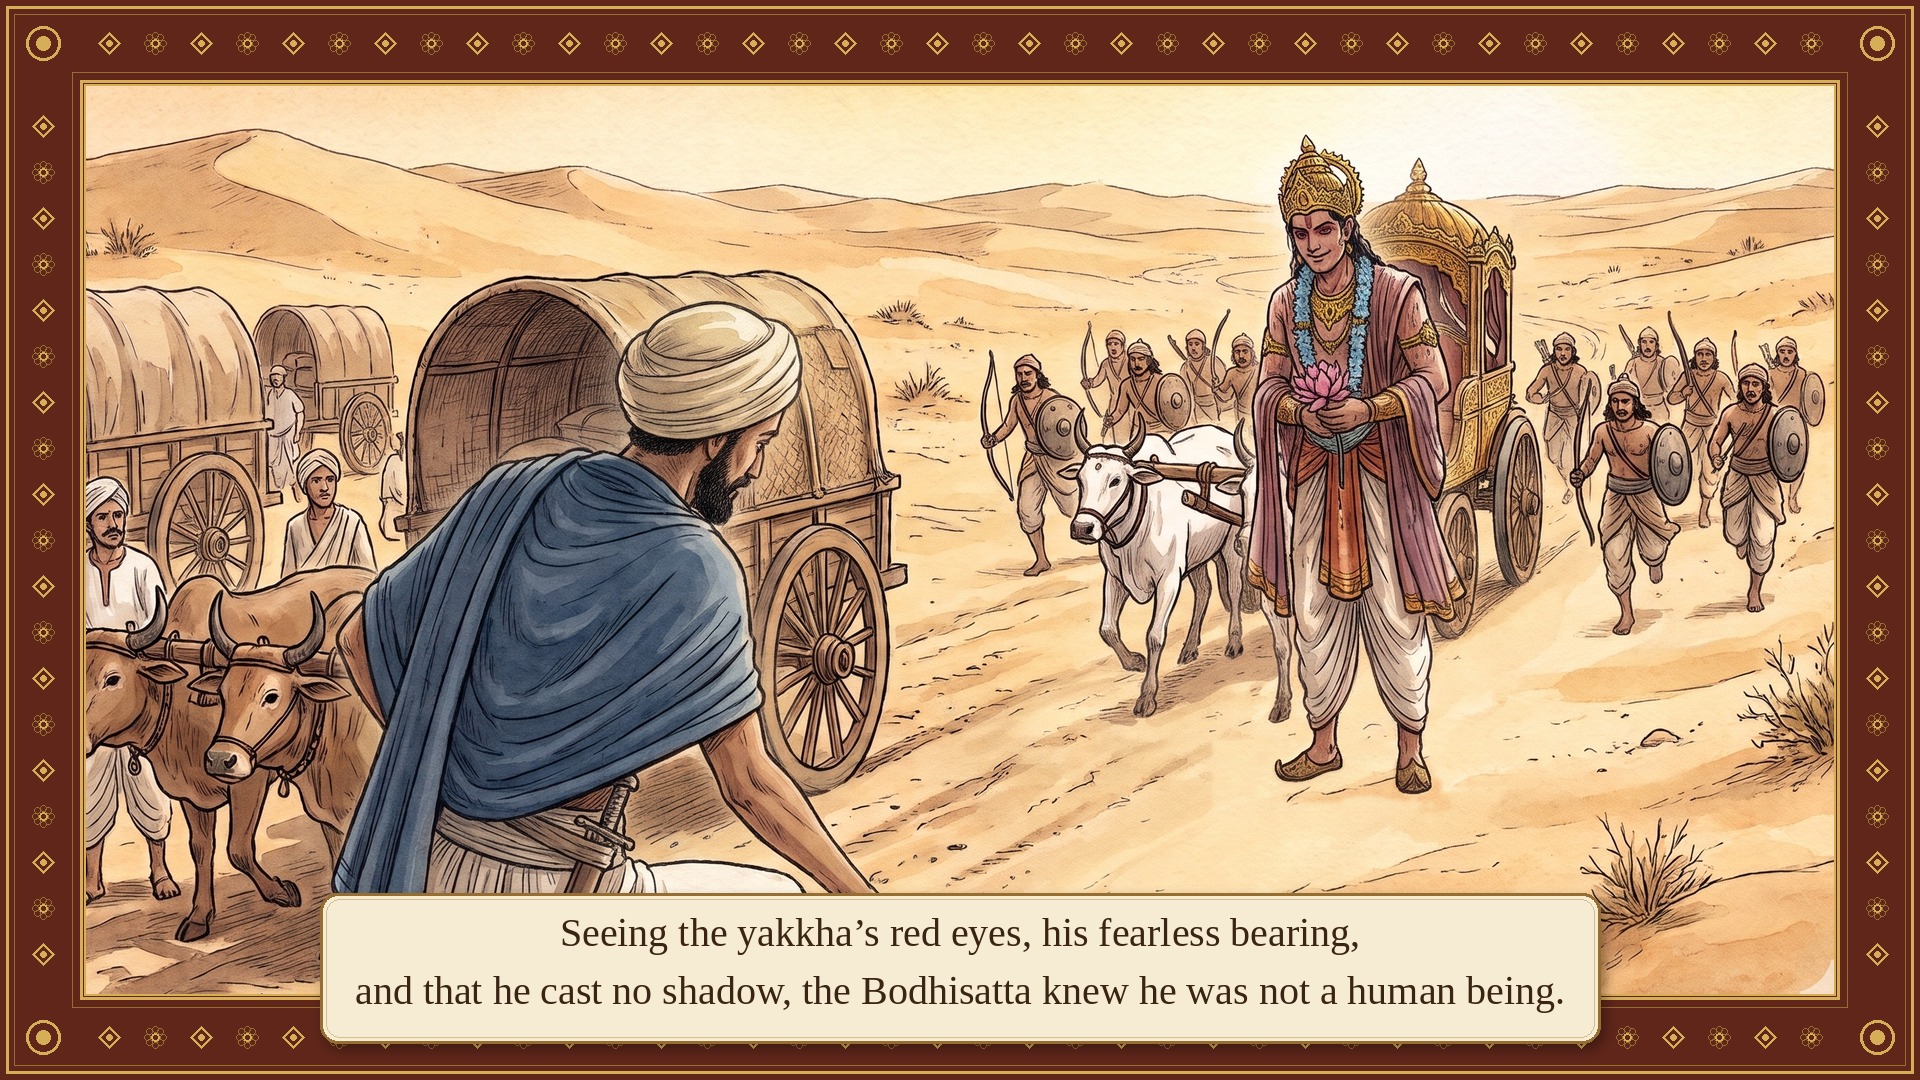 Seeing the yakkha’s red eyes, his fearless bearing,
and that he cast no shadow, the Bodhisatta knew he was not a human being.